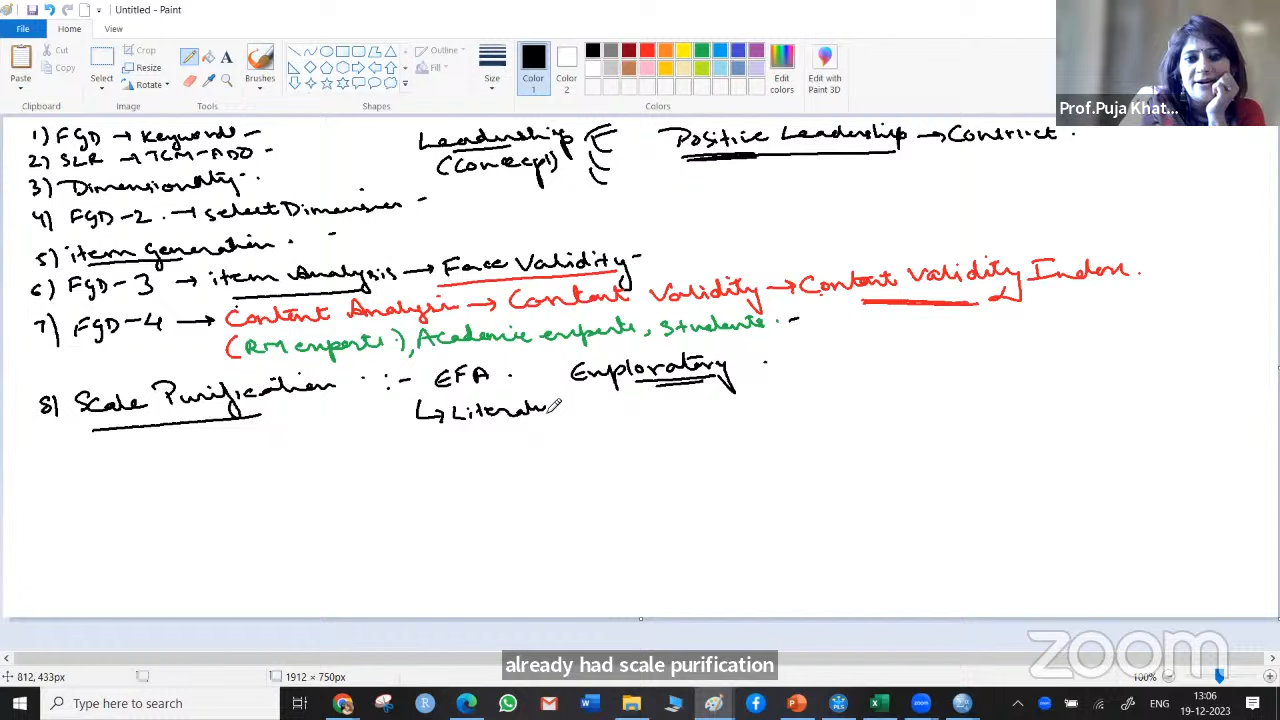 Untitled - Paint
File Home View
Paste Cut Copy Clipboard
Select Crop Resize Rotate Image
Tools
Brushes
Shapes Outline Fill
Size
Color 1 Color 2 Colors
Edit colors
Edit with Paint 3D
Prof.Puja Khat...
1) FGD → Keywords -
2) SLR → TCM-ADO -
3) Dimensionality .
4) FGD-2 . → Select Dimension -
5) item Generation . -
6) FGD-3 → item Analysis → Face Validity -
7) FGD-4 → Content Analysis → Content Validity → Content Validity Index .
(RM experts), Academic experts, Students . -
8) Scale Purification :- EFA . Exploratory .
↳ Literatu
Leadership
(Concept)
Positive Leadership → Construct .
zoom
already had scale purification
812, 433px
1912 × 750px
100%
Type here to search
13:06
19-12-2023